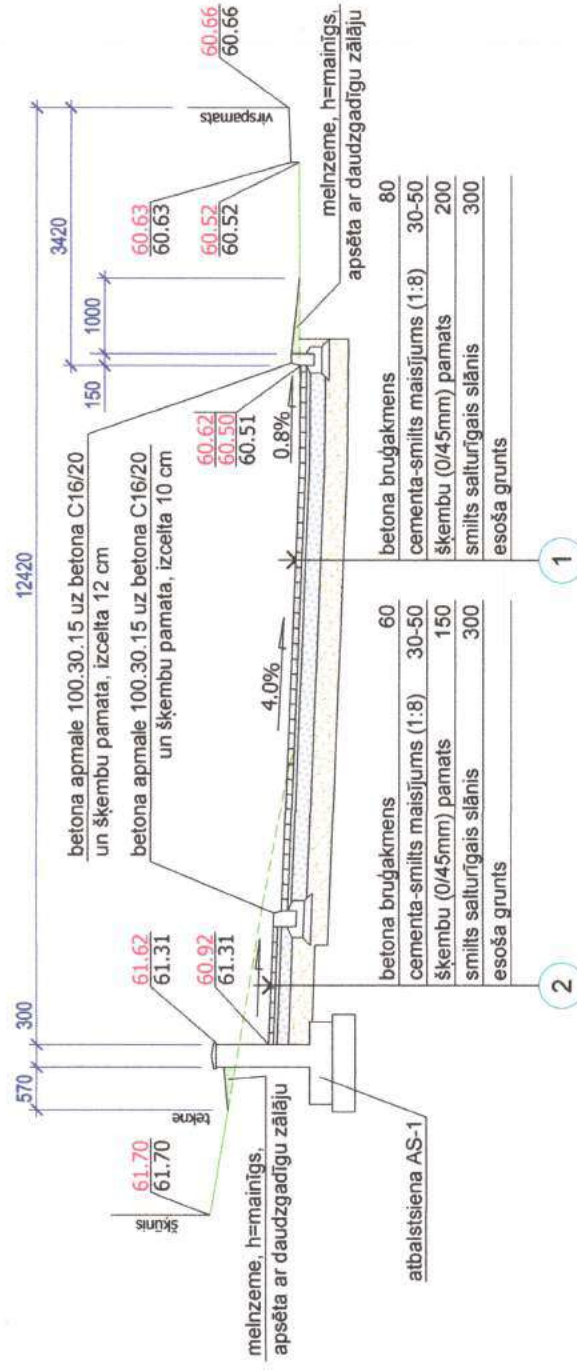 12420
3420
570
300
150
1000
šķūnis
tekne
virspamats
61.70
61.70
61.62
61.31
60.92
61.31
betona apmale 100.30.15 uz betona C16/20
un šķembu pamata, izcelta 12 cm
betona apmale 100.30.15 uz betona C16/20
un šķembu pamata, izcelta 10 cm
60.62
60.50
60.51
60.63
60.63
60.52
60.52
60.66
60.66
4.0%
0.8%
melnzeme, h=mainīgs,
apsēta ar daudzgadīgu zālāju
melnzeme, h=mainīgs,
apsēta ar daudzgadīgu zālāju
atbalstsiena AS-1
betona bruģakmens 60
cementa-smilts maisījums (1:8) 30-50
šķembu (0/45mm) pamats 150
smilts salturīgais slānis 300
esoša grunts
2
betona bruģakmens 80
cementa-smilts maisījums (1:8) 30-50
šķembu (0/45mm) pamats 200
smilts salturīgais slānis 300
esoša grunts
1